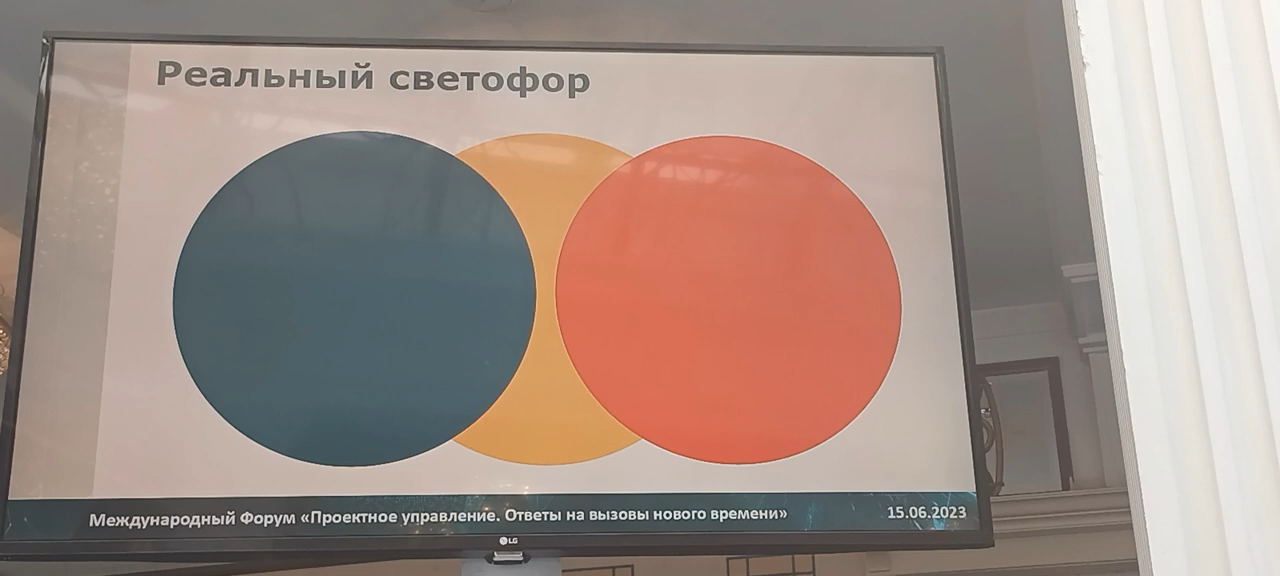 Реальный светофор
Международный Форум «Проектное управление. Ответы на вызовы нового времени»
15.06.2023
LG